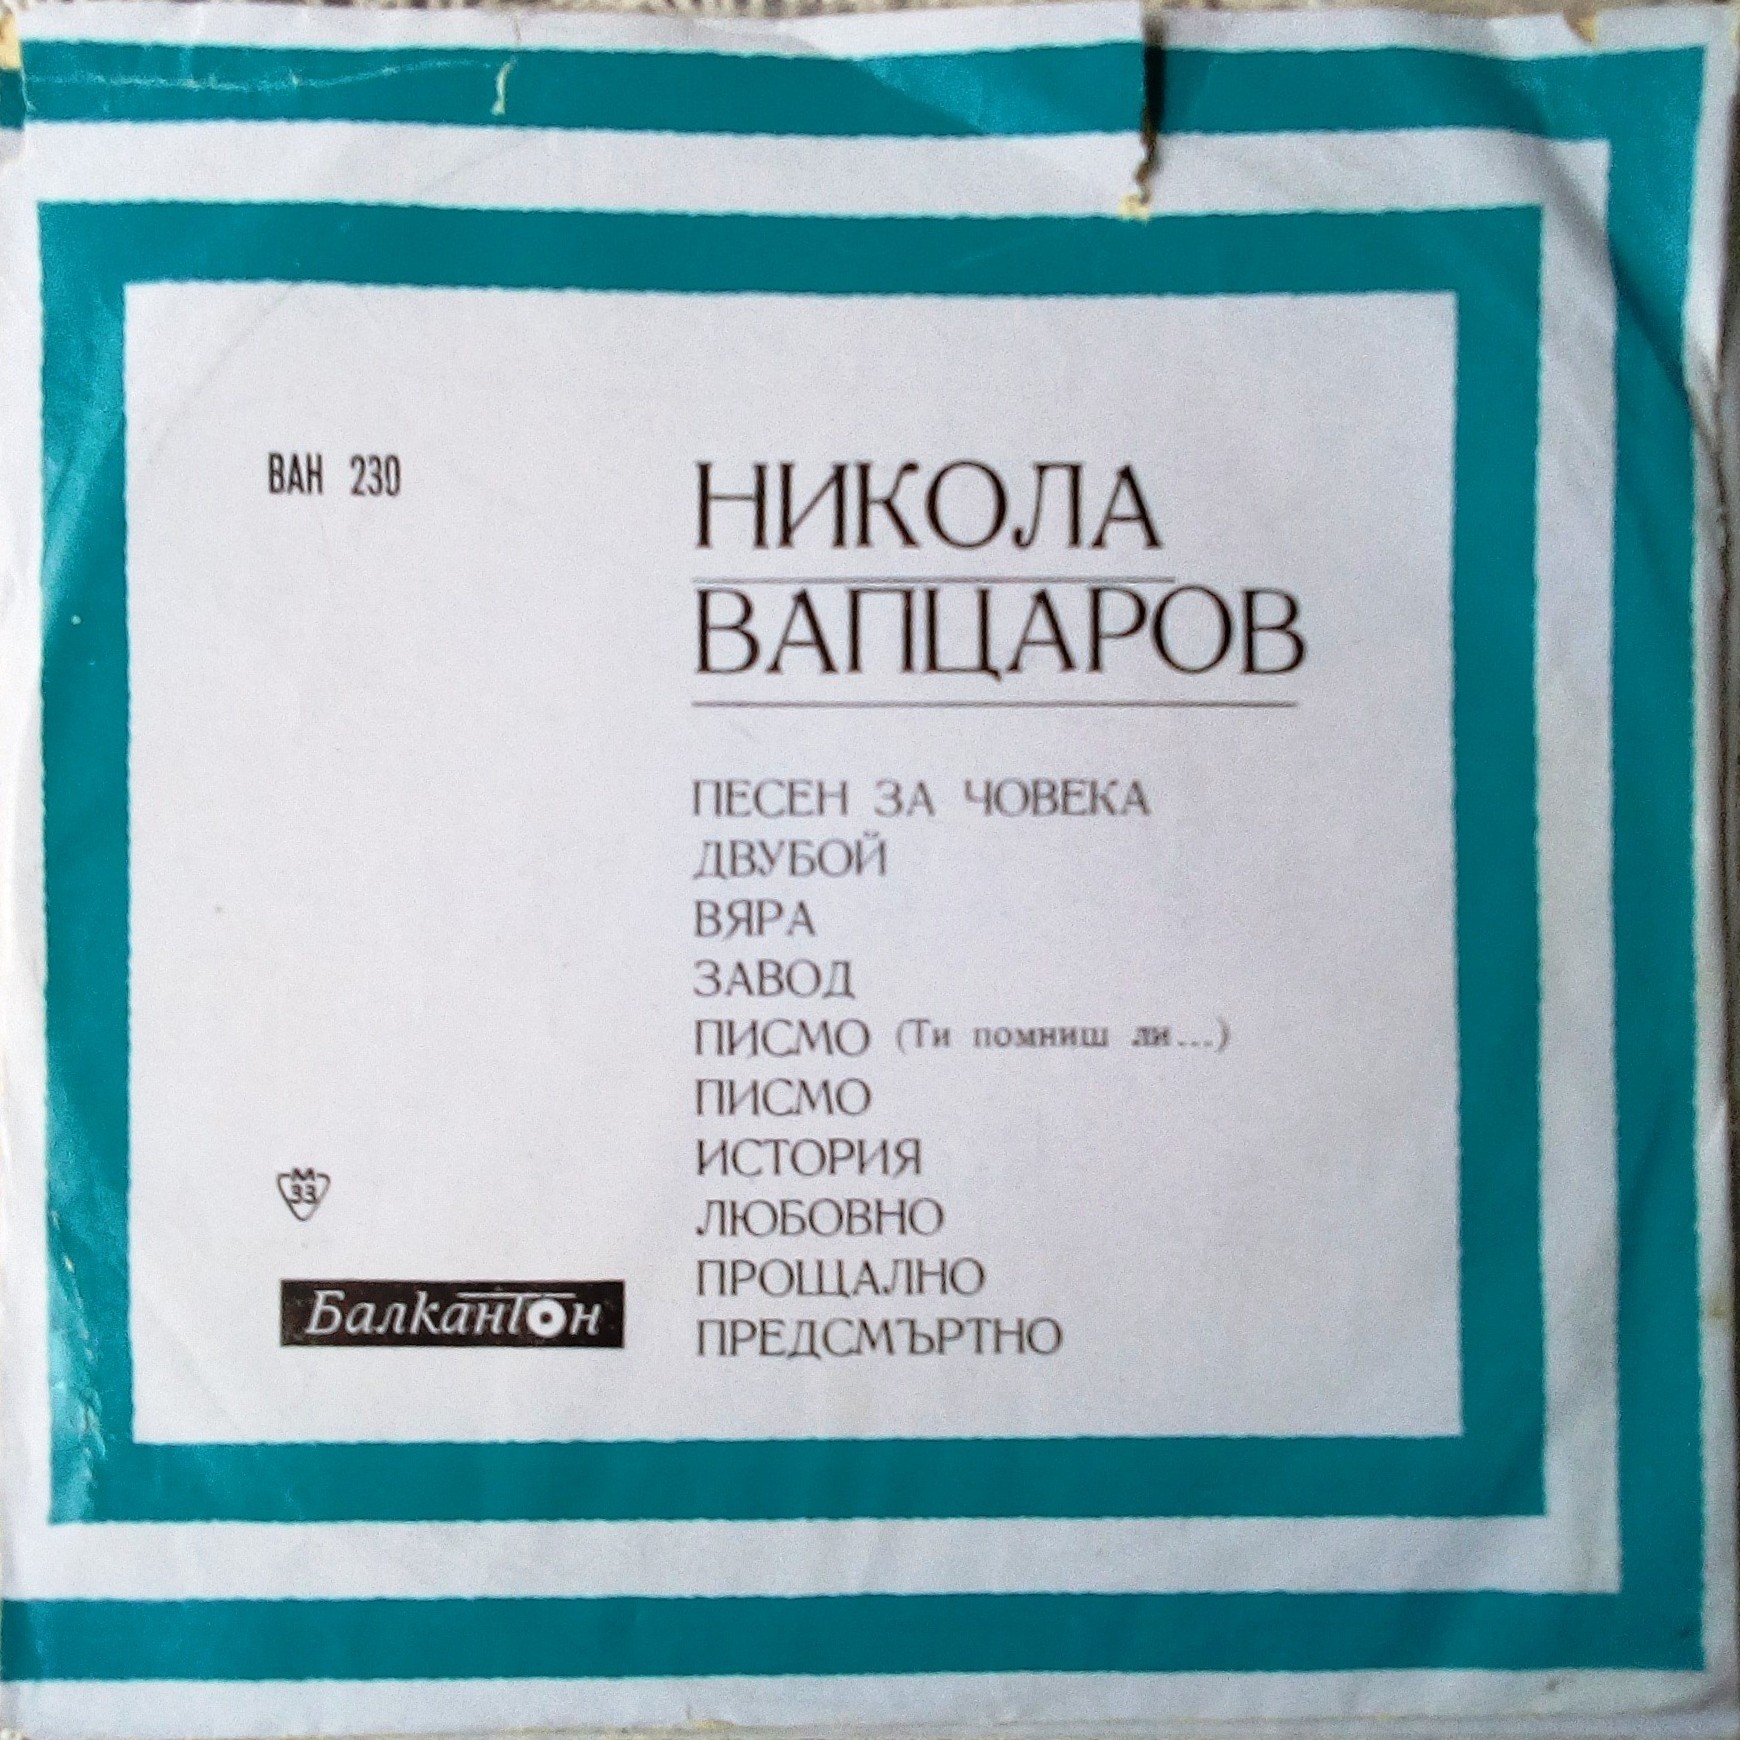 ВАН 230
НИКОЛА
ВАПЦАРОВ
ПЕСЕН ЗА ЧОВЕКА
ДВУБОЙ
ВЯРА
ЗАВОД
ПИСМО (Ти помниш ли...)
ПИСМО
ИСТОРИЯ
ЛЮБОВНО
ПРОЩАЛНО
ПРЕДСМЪРТНО
М
33
Балкантон